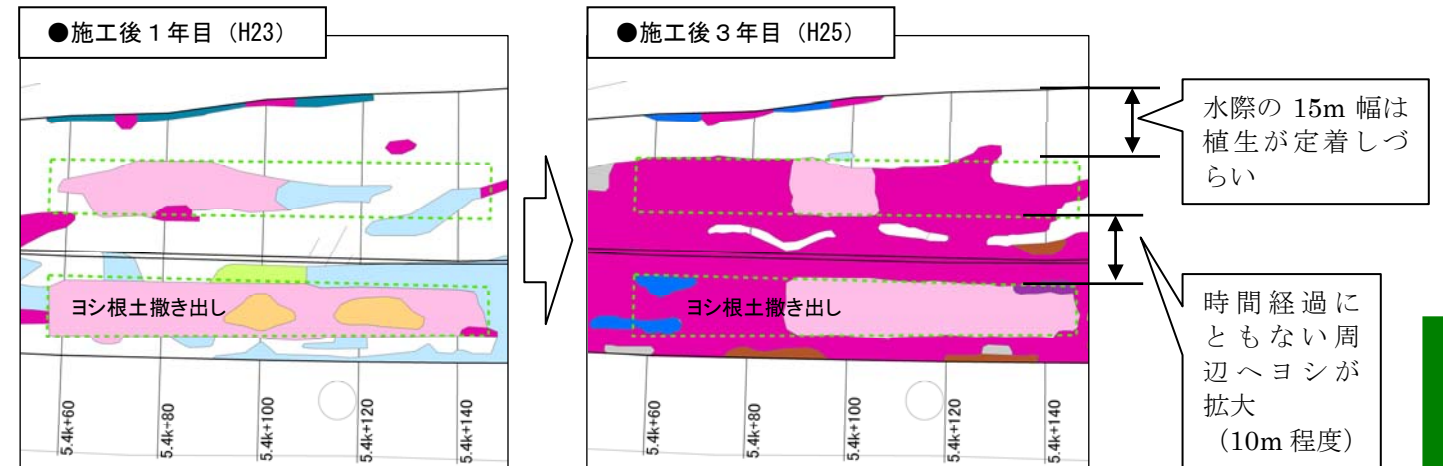 ●施工後1年目（H23）
●施工後3年目（H25）
水際の 15m 幅は
植生が定着しづ
らい
ヨシ根土撒き出し
ヨシ根土撒き出し
時間経過に
ともない周
辺へヨシが
拡大
（10m 程度）
5.4k+60
5.4k+80
5.4k+100
5.4k+120
5.4k+140
5.4k+60
5.4k+80
5.4k+100
5.4k+120
5.4k+140